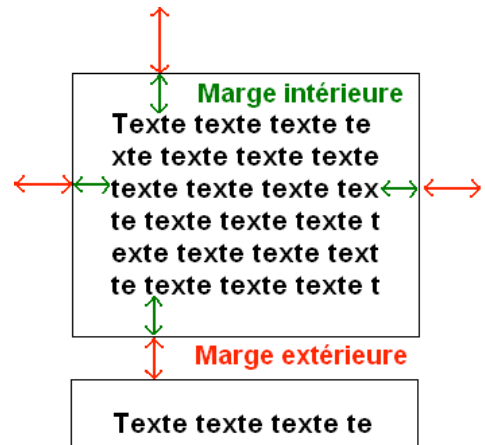 Marge intérieure
Texte texte texte te
xte texte texte texte
texte texte texte tex
te texte texte texte t
exte texte texte text
te texte texte texte t
Marge extérieure
Texte texte texte te